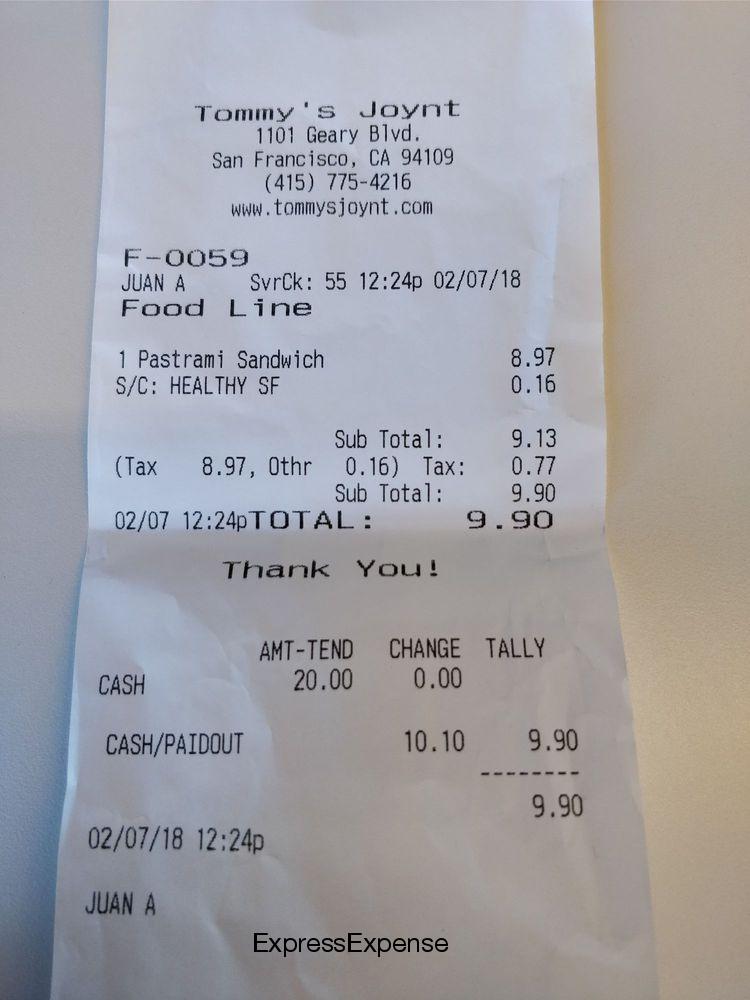 Tommy's Joynt
1101 Geary Blvd.
San Francisco, CA 94109
(415) 775-4216
www.tommysjoynt.com
F-0059
JUAN A SvrCk: 55 12:24p 02/07/18
Food Line
1 Pastrami Sandwich 8.97
S/C: HEALTHY SF 0.16
Sub Total: 9.13
(Tax 8.97, Othr 0.16) Tax: 0.77
Sub Total: 9.90
02/07 12:24pTOTAL: 9.90
Thank You!
AMT-TEND CHANGE TALLY
CASH 20.00 0.00
CASH/PAIDOUT 10.10 9.90
--------
9.90
02/07/18 12:24p
JUAN A
ExpressExpense